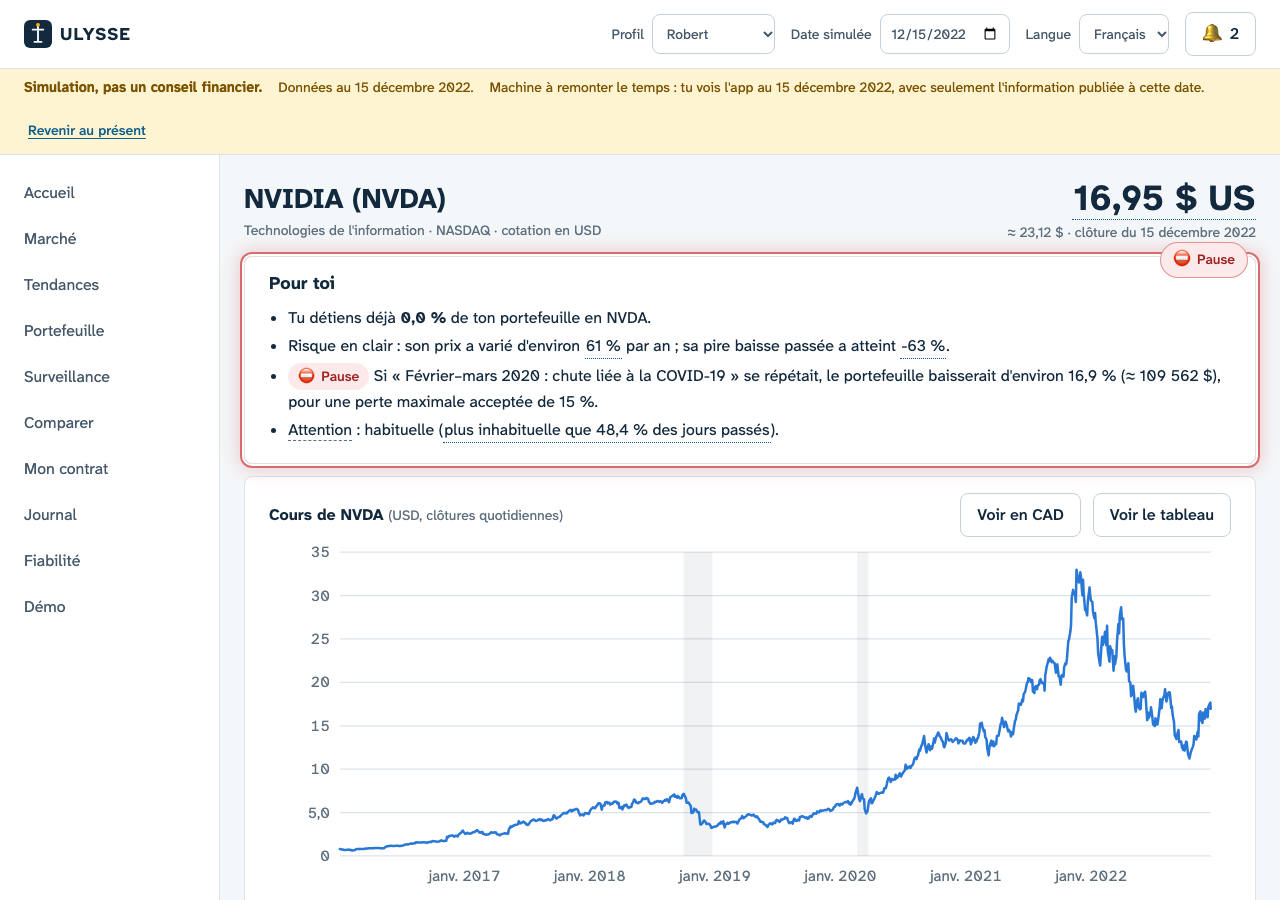 ULYSSE
Profil Robert Date simulée 12/15/2022 Langue Français 🔔 2
Simulation, pas un conseil financier. Données au 15 décembre 2022. Machine à remonter le temps : tu vois l'app au 15 décembre 2022, avec seulement l'information publiée à cette date.
Revenir au présent
Accueil
Marché
Tendances
Portefeuille
Surveillance
Comparer
Mon contrat
Journal
Fiabilité
Démo
NVIDIA (NVDA)
16,95 $ US
Technologies de l'information · NASDAQ · cotation en USD
≈ 23,12 $ · clôture du 15 décembre 2022
⛔ Pause
Pour toi
• Tu détiens déjà 0,0 % de ton portefeuille en NVDA.
• Risque en clair : son prix a varié d'environ 61 % par an ; sa pire baisse passée a atteint -63 %.
• ⛔ Pause Si « Février–mars 2020 : chute liée à la COVID-19 » se répétait, le portefeuille baisserait d'environ 16,9 % (≈ 109 562 $),
pour une perte maximale acceptée de 15 %.
• Attention : habituelle (plus inhabituelle que 48,4 % des jours passés).
Cours de NVDA (USD, clôtures quotidiennes)
Voir en CAD
Voir le tableau
35
30
25
20
15
10
5,0
0
janv. 2017 janv. 2018 janv. 2019 janv. 2020 janv. 2021 janv. 2022